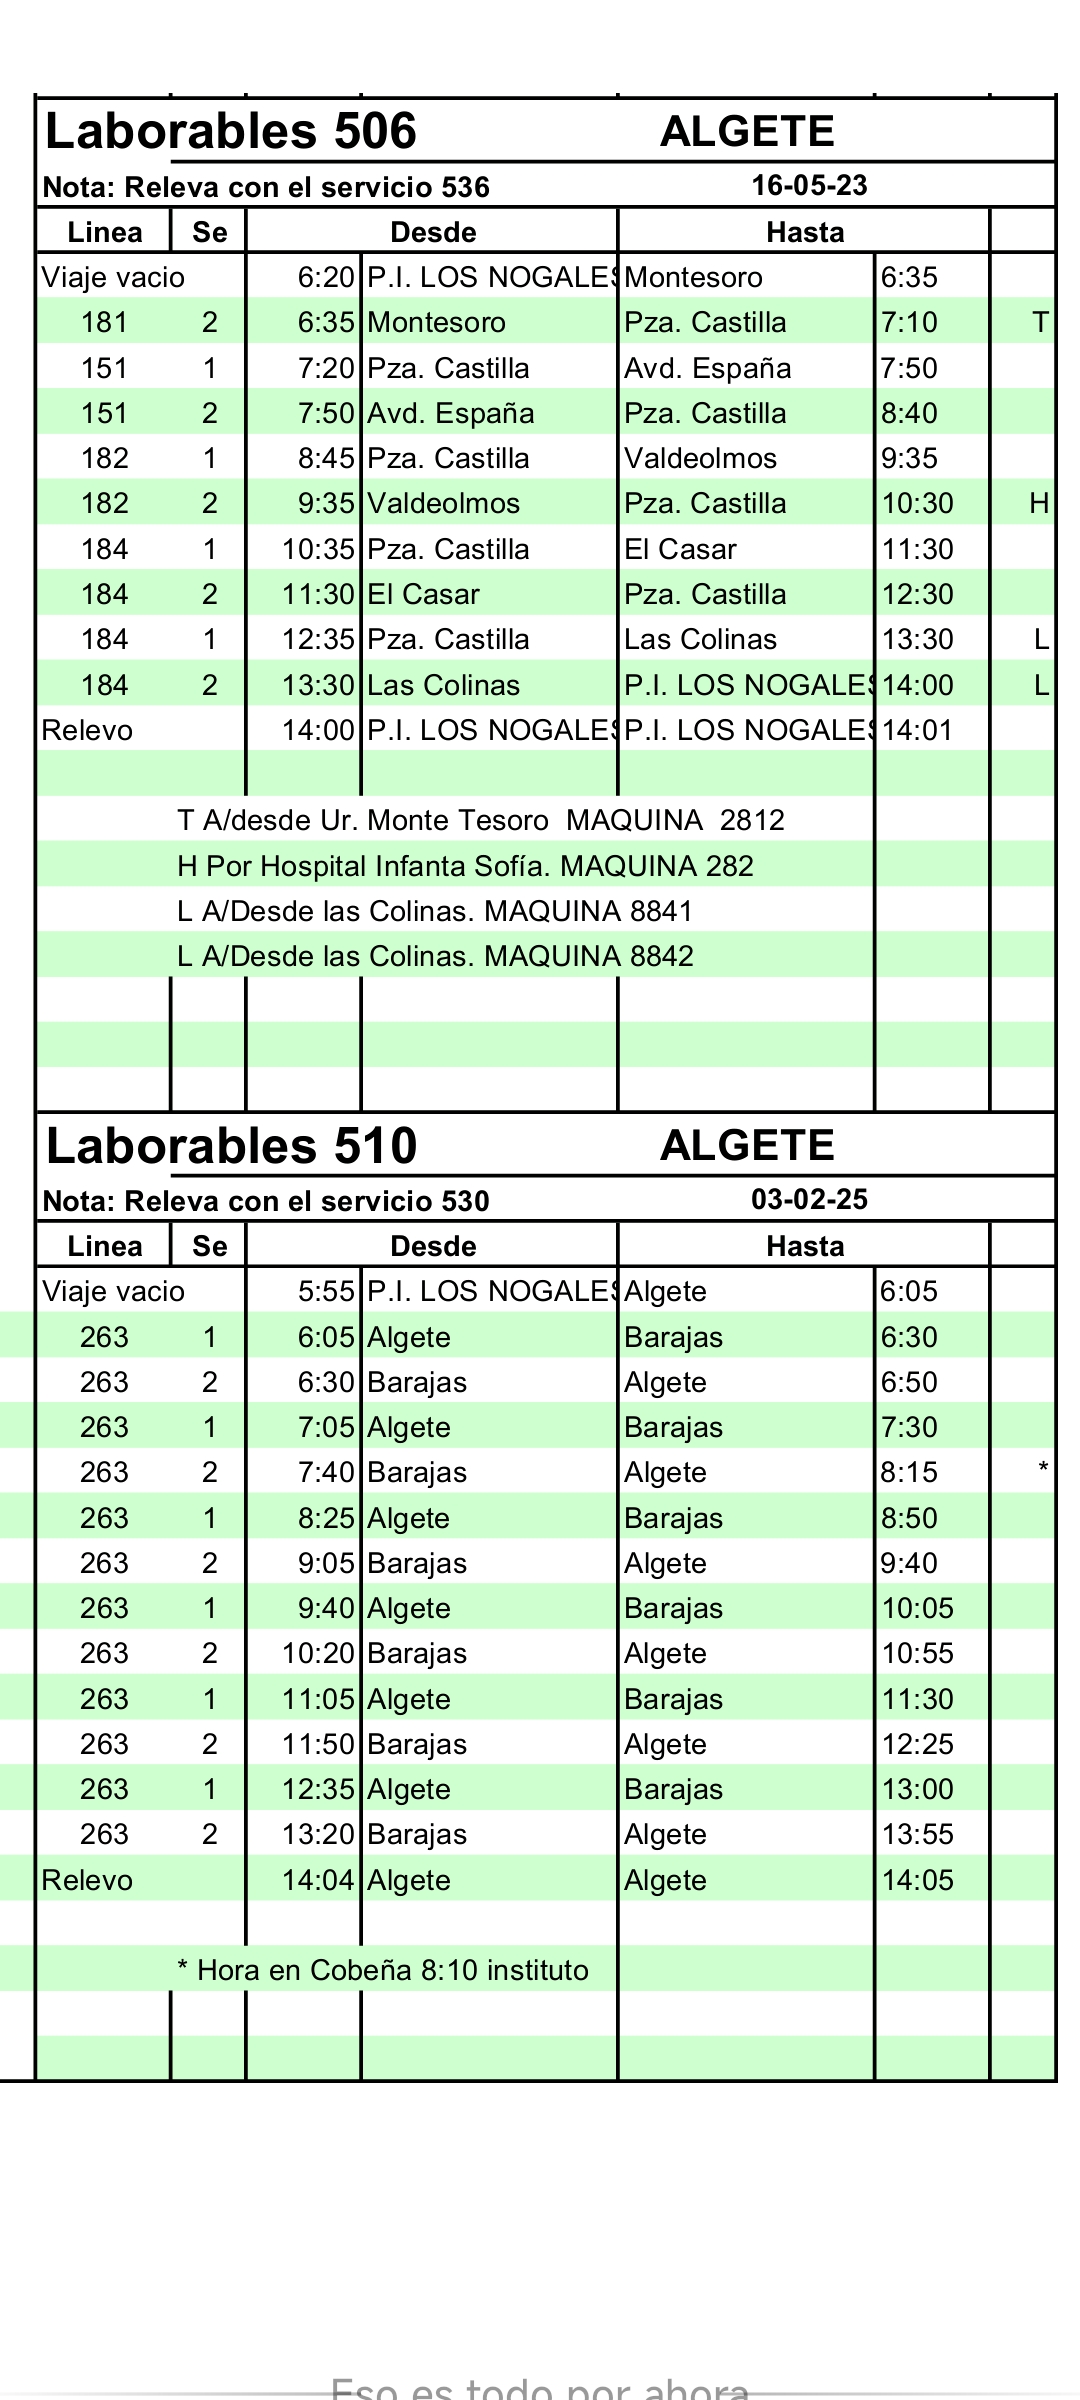 Laborables 506 ALGETE
Nota: Releva con el servicio 536 16-05-23
Linea Se Desde Hasta
Viaje vacio 6:20 P.I. LOS NOGALES Montesoro 6:35
181 2 6:35 Montesoro Pza. Castilla 7:10 T
151 1 7:20 Pza. Castilla Avd. España 7:50
151 2 7:50 Avd. España Pza. Castilla 8:40
182 1 8:45 Pza. Castilla Valdeolmos 9:35
182 2 9:35 Valdeolmos Pza. Castilla 10:30 H
184 1 10:35 Pza. Castilla El Casar 11:30
184 2 11:30 El Casar Pza. Castilla 12:30
184 1 12:35 Pza. Castilla Las Colinas 13:30 L
184 2 13:30 Las Colinas P.I. LOS NOGALES 14:00 L
Relevo 14:00 P.I. LOS NOGALES P.I. LOS NOGALES 14:01
T A/desde Ur. Monte Tesoro MAQUINA 2812
H Por Hospital Infanta Sofía. MAQUINA 282
L A/Desde las Colinas. MAQUINA 8841
L A/Desde las Colinas. MAQUINA 8842
Laborables 510 ALGETE
Nota: Releva con el servicio 530 03-02-25
Linea Se Desde Hasta
Viaje vacio 5:55 P.I. LOS NOGALES Algete 6:05
263 1 6:05 Algete Barajas 6:30
263 2 6:30 Barajas Algete 6:50
263 1 7:05 Algete Barajas 7:30
263 2 7:40 Barajas Algete 8:15 *
263 1 8:25 Algete Barajas 8:50
263 2 9:05 Barajas Algete 9:40
263 1 9:40 Algete Barajas 10:05
263 2 10:20 Barajas Algete 10:55
263 1 11:05 Algete Barajas 11:30
263 2 11:50 Barajas Algete 12:25
263 1 12:35 Algete Barajas 13:00
263 2 13:20 Barajas Algete 13:55
Relevo 14:04 Algete Algete 14:05
* Hora en Cobeña 8:10 instituto
Eso es todo por ahora